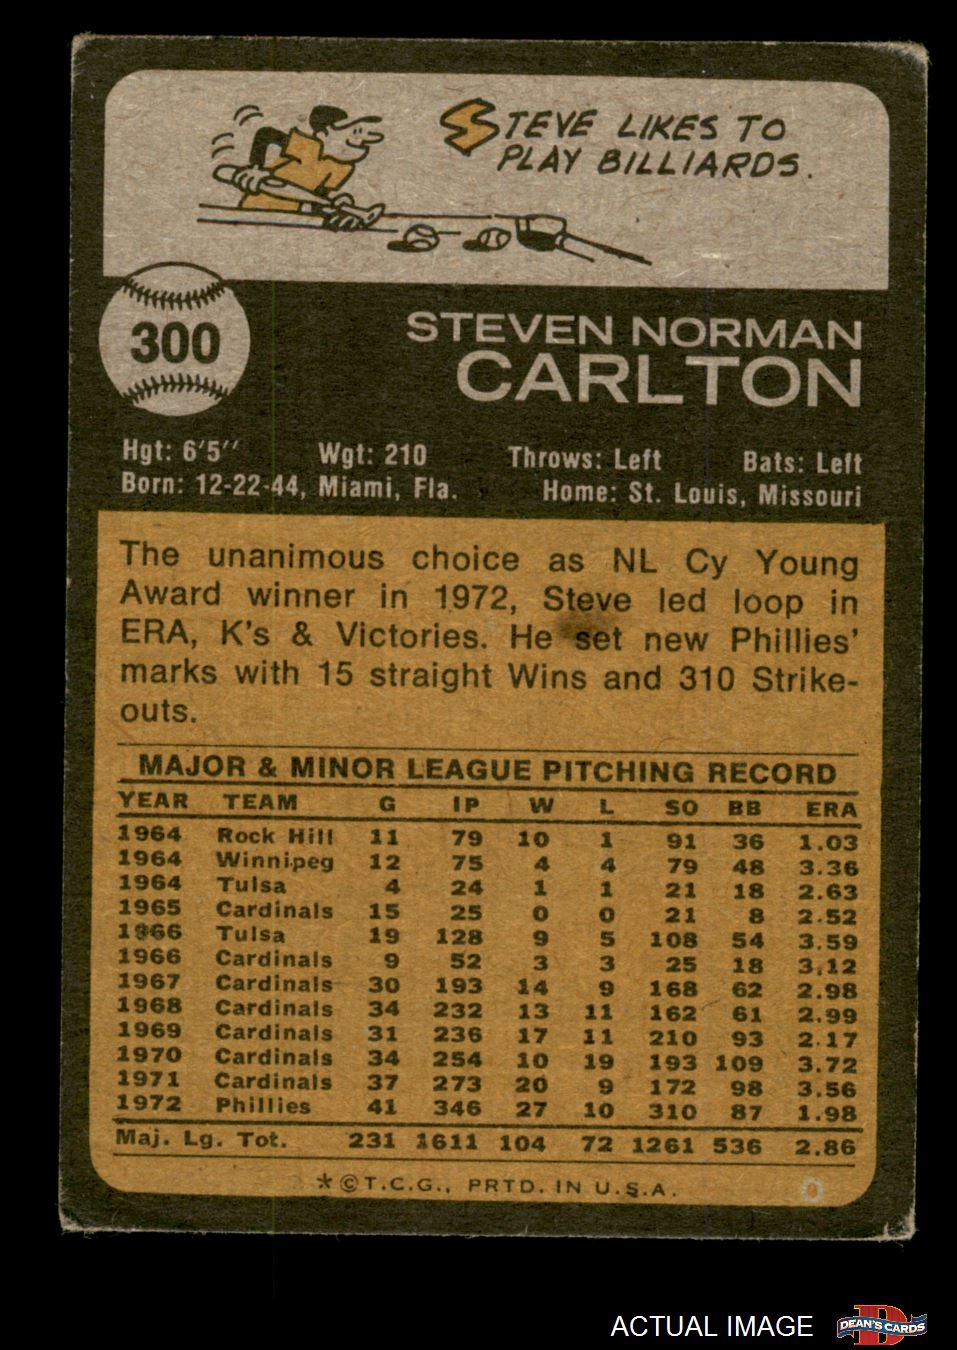 STEVE LIKES TO
PLAY BILLIARDS.
300
STEVEN NORMAN
CARLTON
Hgt: 6'5" Wgt: 210 Throws: Left Bats: Left
Born: 12-22-44, Miami, Fla. Home: St. Louis, Missouri
The unanimous choice as NL Cy Young
Award winner in 1972, Steve led loop in
ERA, K's & Victories. He set new Phillies'
marks with 15 straight Wins and 310 Strike-
outs.
MAJOR & MINOR LEAGUE PITCHING RECORD
YEAR TEAM G IP W L SO BB ERA
1964 Rock Hill 11 79 10 1 91 36 1.03
1964 Winnipeg 12 75 4 4 79 48 3.36
1964 Tulsa 4 24 1 1 21 18 2.63
1965 Cardinals 15 25 0 0 21 8 2.52
1966 Tulsa 19 128 9 5 108 54 3.59
1966 Cardinals 9 52 3 3 25 18 3.12
1967 Cardinals 30 193 14 9 168 62 2.98
1968 Cardinals 34 232 13 11 162 61 2.99
1969 Cardinals 31 236 17 11 210 93 2.17
1970 Cardinals 34 254 10 19 193 109 3.72
1971 Cardinals 37 273 20 9 172 98 3.56
1972 Phillies 41 346 27 10 310 87 1.98
Maj. Lg. Tot. 231 1611 104 72 1261 536 2.86
*©T.C.G., PRTD. IN U.S.A.
ACTUAL IMAGE
D
DEAN'S CARDS